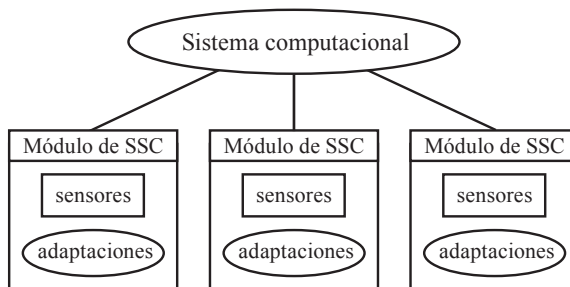 Sistema computacional
Módulo de SSC
Módulo de SSC
Módulo de SSC
sensores
sensores
sensores
adaptaciones
adaptaciones
adaptaciones